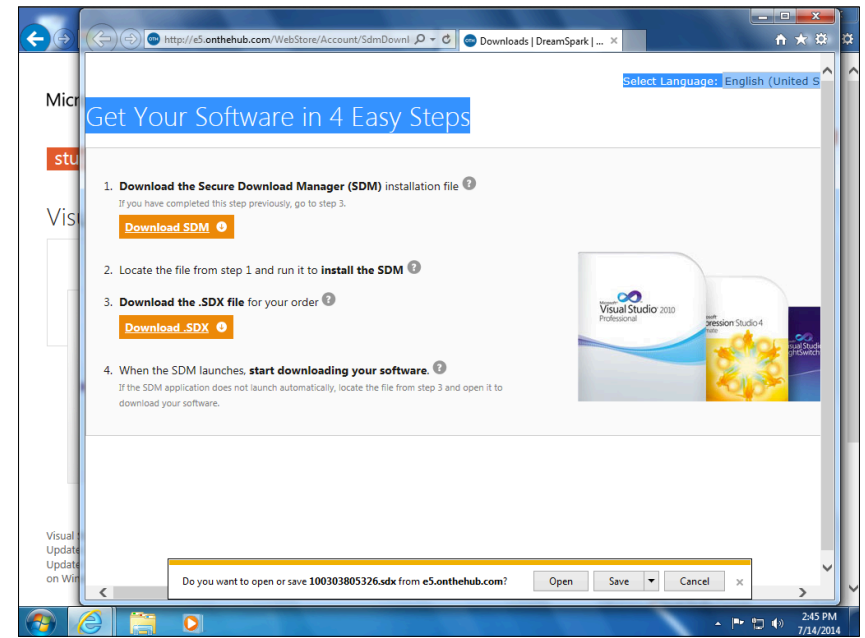 http://e5.onthehub.com/WebStore/Account/SdmDownl
Downloads | DreamSpark | ...
Select Language: English (United S
Micr
Get Your Software in 4 Easy Steps
stu
1. Download the Secure Download Manager (SDM) installation file
If you have completed this step previously, go to step 3.
Visu
Download SDM
2. Locate the file from step 1 and run it to install the SDM
3. Download the .SDX file for your order
Download .SDX
Visual Studio 2010
Professional
pression Studio 4
4. When the SDM launches, start downloading your software.
If the SDM application does not launch automatically, locate the file from step 3 and open it to
download your software.
Visual
Update
Update
on Win
Do you want to open or save 100303805326.sdx from e5.onthehub.com?
Open
Save
Cancel
2:45 PM
7/14/2014